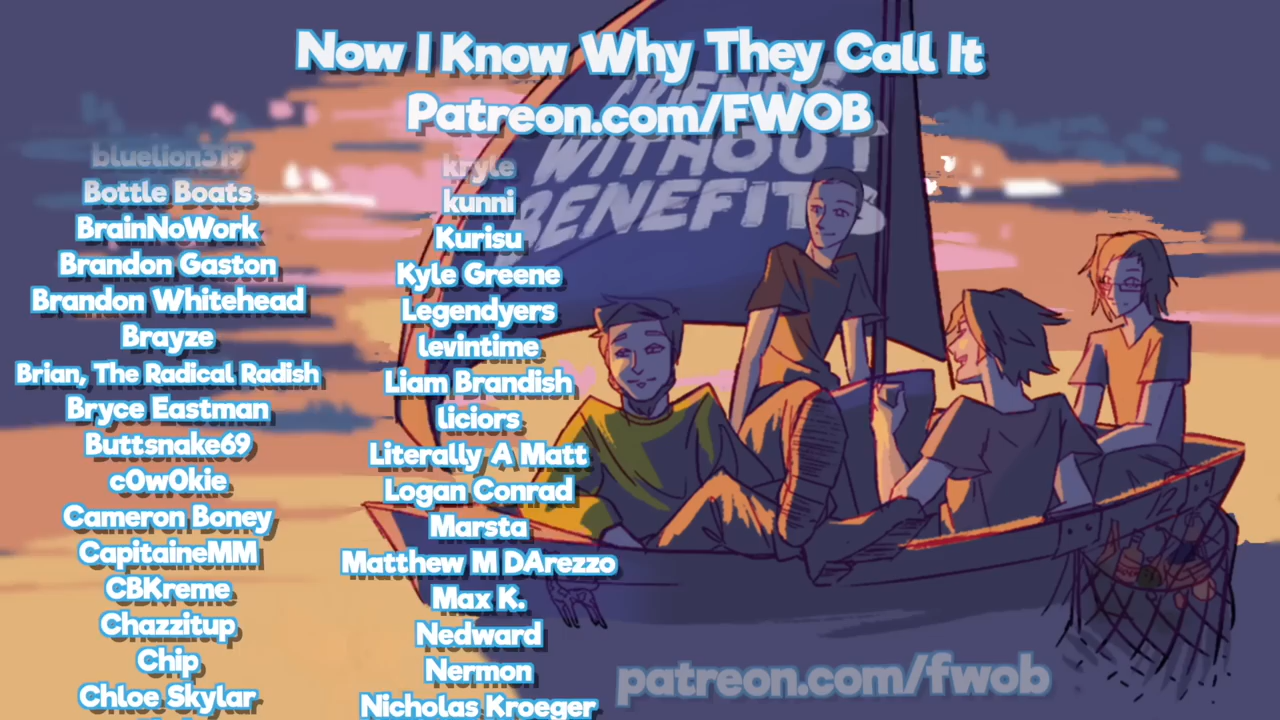 Now I Know Why They Call It
Patreon.com/FWOB
FRIENDS
WITHOUT
BENEFITS
bluelion319
Bottle Boats
BrainNoWork
Brandon Gaston
Brandon Whitehead
Brayze
Brian, The Radical Radish
Bryce Eastman
Buttsnake69
cOwOkie
Cameron Boney
CapitaineMM
CBKreme
Chazzitup
Chip
Chloe Skylar
kryle
kunni
Kurisu
Kyle Greene
Legendyers
levintime
Liam Brandish
liciors
Literally A Matt
Logan Conrad
Marsta
Matthew M DArezzo
Max K.
Nedward
Nermon
Nicholas Kroeger
patreon.com/fwob